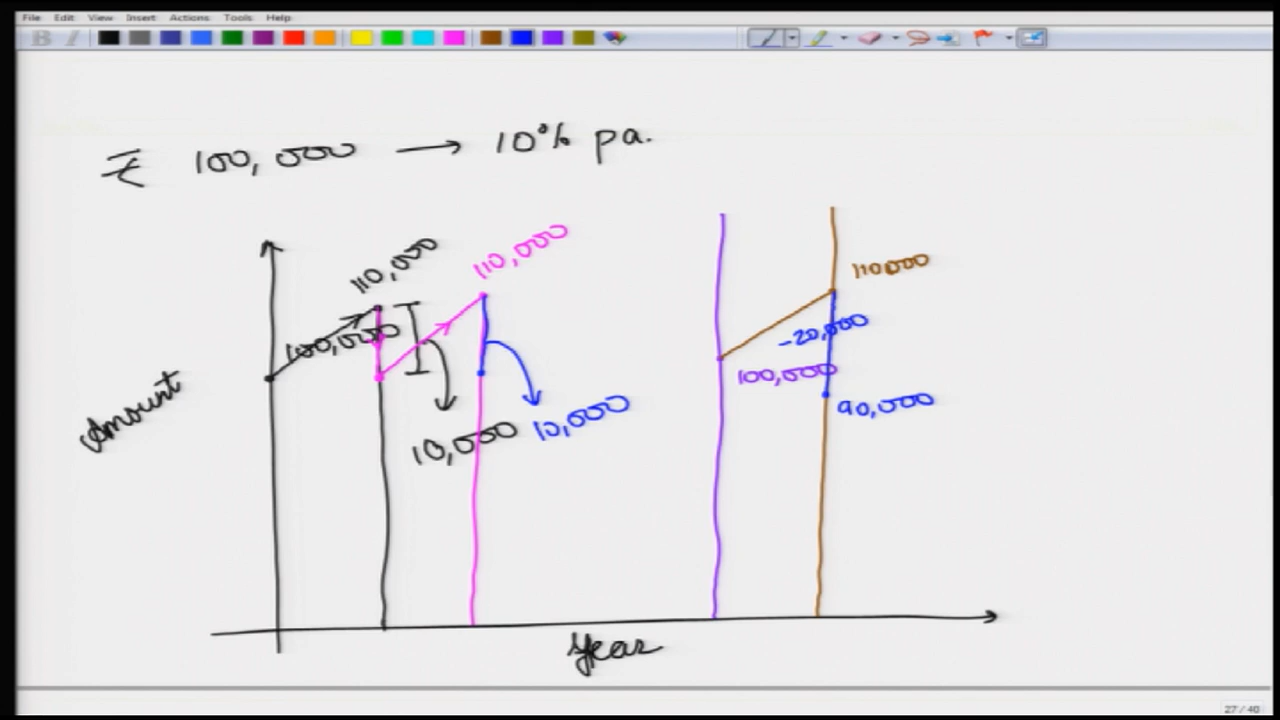 File Edit View Insert Actions Tools Help
B I
₹ 100,000 → 10% pa.
110,000
110,000
110000
100,000
-20,000
100,000
90,000
Amount
10,000
10,000
Year
27 / 40